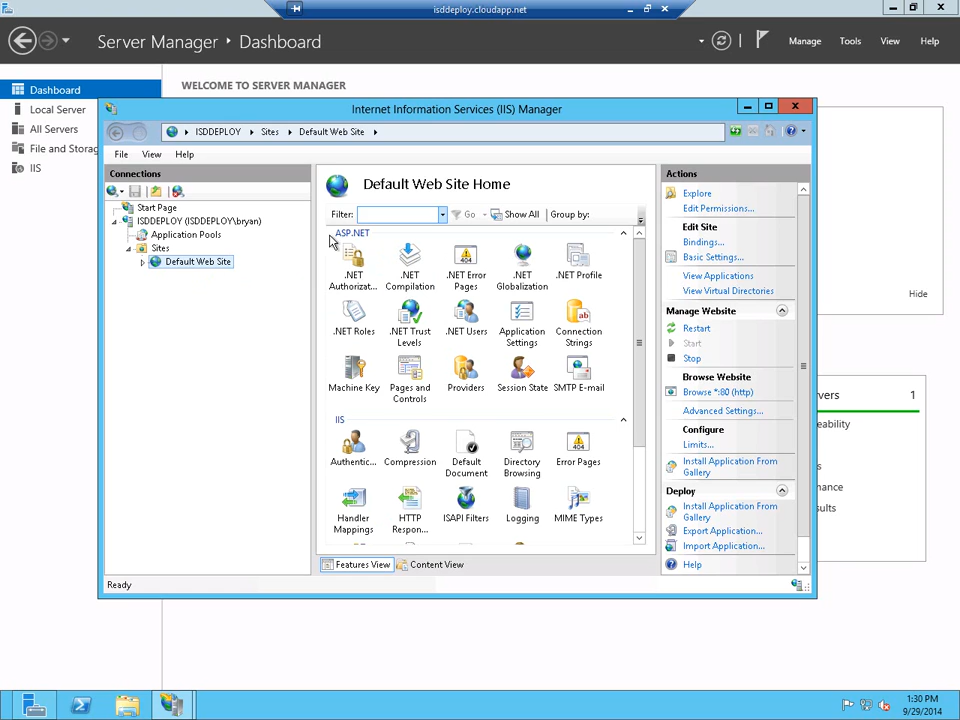 isddeploy.cloudapp.net
Server Manager
Dashboard
Manage
Tools
View
Help
Dashboard
Local Server
All Servers
File and Storag
IIS
WELCOME TO SERVER MANAGER
Internet Information Services (IIS) Manager
ISDDEPLOY
Sites
Default Web Site
File
View
Help
Connections
Start Page
ISDDEPLOY (ISDDEPLOY\bryan)
Application Pools
Sites
Default Web Site
Default Web Site Home
Filter:
Go
Show All
Group by:
ASP.NET
.NET
Authorizat...
.NET
Compilation
.NET Error
Pages
.NET
Globalization
.NET Profile
.NET Roles
.NET Trust
Levels
.NET Users
Application
Settings
Connection
Strings
Machine Key
Pages and
Controls
Providers
Session State
SMTP E-mail
IIS
Authentic...
Compression
Default
Document
Directory
Browsing
Error Pages
Handler
Mappings
HTTP
Respon...
ISAPI Filters
Logging
MIME Types
Features View
Content View
Ready
Actions
Explore
Edit Permissions...
Edit Site
Bindings...
Basic Settings...
View Applications
View Virtual Directories
Manage Website
Restart
Start
Stop
Browse Website
Browse *:80 (http)
Advanced Settings...
Configure
Limits...
Install Application From
Gallery
Deploy
Install Application From
Gallery
Export Application...
Import Application...
Help
Hide
vers
1
eability
s
nance
sults
1:30 PM
9/29/2014